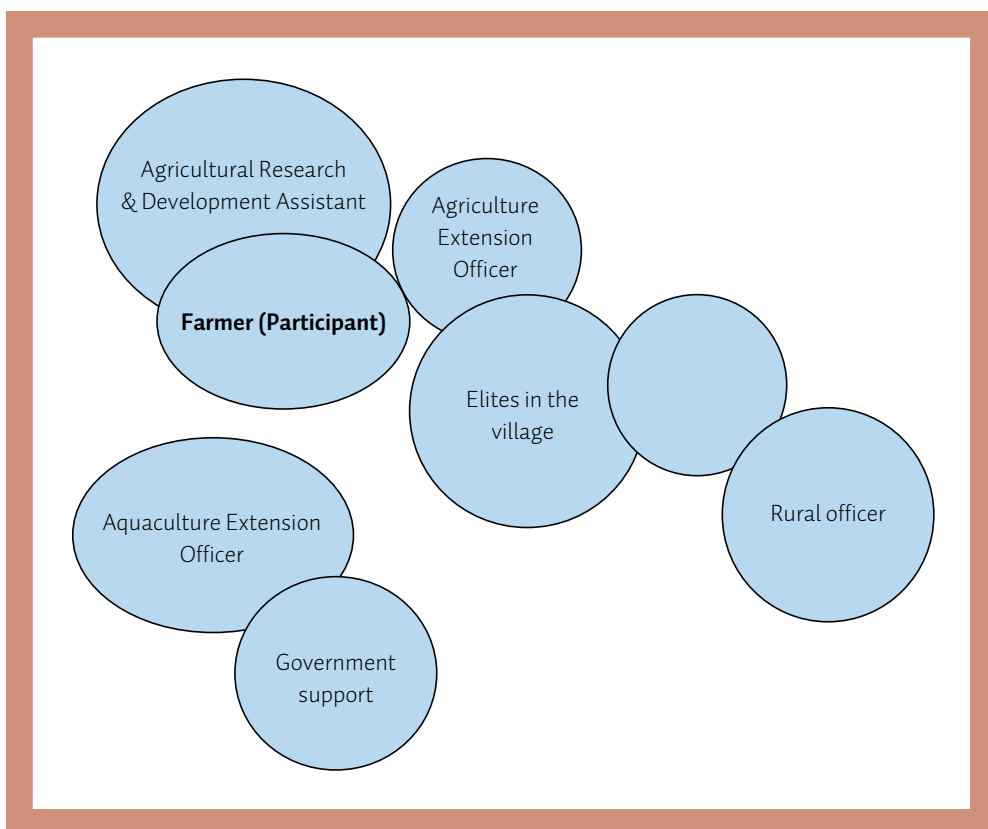 Agricultural Research
& Development Assistant
Agriculture
Extension
Officer
Farmer (Participant)
Elites in the
village
Rural officer
Aquaculture Extension
Officer
Government
support